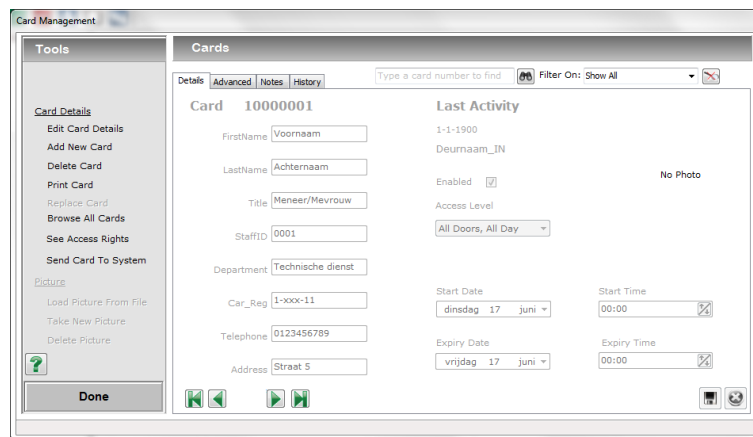 Card Management
Tools
Cards
Details Advanced Notes History
Type a card number to find
Filter On: Show All
Card Details
Edit Card Details
Add New Card
Delete Card
Print Card
Replace Card
Browse All Cards
See Access Rights
Send Card To System
Picture
Load Picture From File
Take New Picture
Delete Picture
?
Done
Card 10000001
FirstName Voornaam
LastName Achternaam
Title Meneer/Mevrouw
StaffID 0001
Department Technische dienst
Car_Reg 1-xxx-11
Telephone 0123456789
Address Straat 5
Last Activity
1-1-1900
Deurnaam_IN
Enabled
Access Level
All Doors, All Day
No Photo
Start Date
dinsdag 17 juni
Start Time
00:00
Expiry Date
vrijdag 17 juni
Expiry Time
00:00